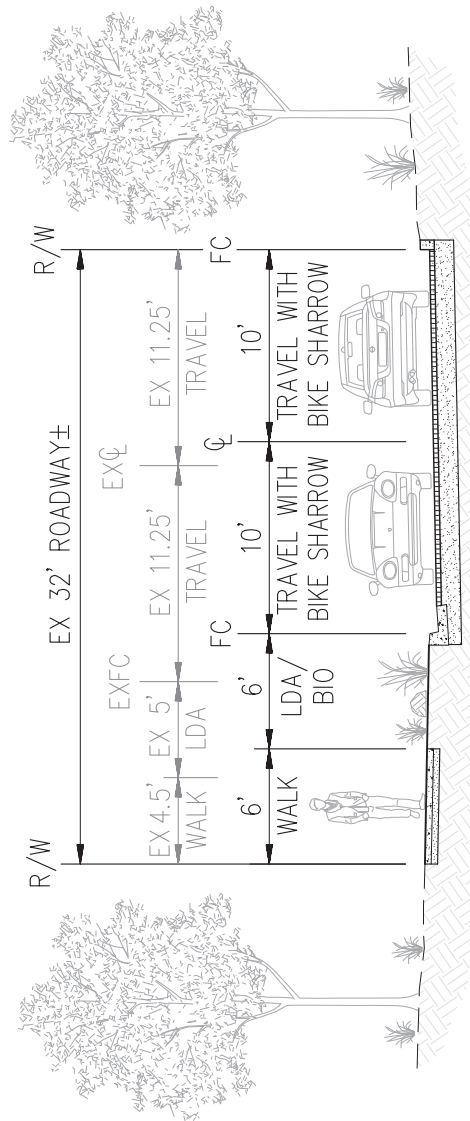 R/W
R/W
EX 32' ROADWAY±
EXFC
EX℄
EX 4.5'
WALK
EX 5'
LDA
EX 11.25'
TRAVEL
EX 11.25'
TRAVEL
FC
℄
FC
6'
WALK
6'
LDA/
BIO
10'
TRAVEL WITH
BIKE SHARROW
10'
TRAVEL WITH
BIKE SHARROW